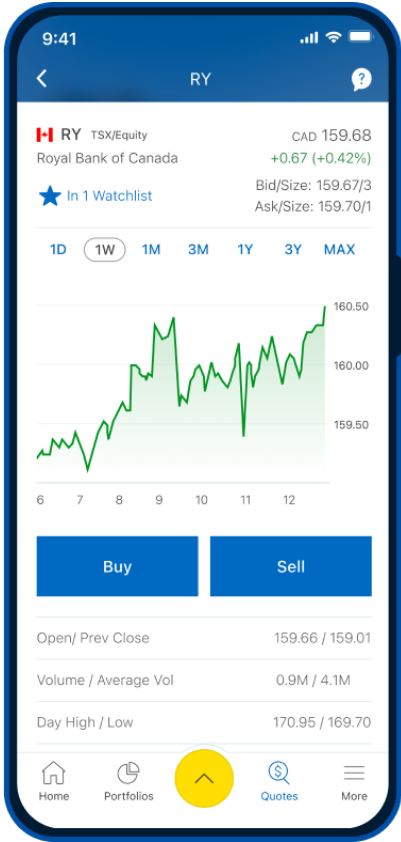 9:41
RY
?
RY TSX/Equity
CAD 159.68
Royal Bank of Canada
+0.67 (+0.42%)
In 1 Watchlist
Bid/Size: 159.67/3
Ask/Size: 159.70/1
1D 1W 1M 3M 1Y 3Y MAX
160.50
160.00
159.50
6 7 8 9 10 11 12
Buy Sell
Open/ Prev Close 159.66 / 159.01
Volume / Average Vol 0.9M / 4.1M
Day High / Low 170.95 / 169.70
$
Home Portfolios Quotes More